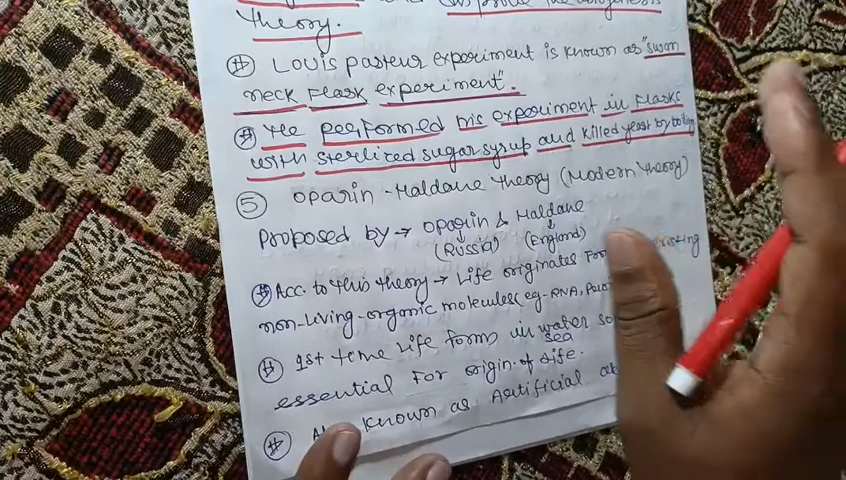 theory.
(#) Louis pasteur experiment is known as "swan
neck Flask experiment".
(#) He performed his experiment in Flasks
with sterlized sugar syrup and killed yeast by boiling
(5) Oparin - Haldane Theory (Modern theory)
Proposed by → Oparin & Haldane
(Russia) (England)
(#) Acc. to this theory → Life originates
non-living-organic molecules, eg-RNA,
(#) 1st time Life form in water
sea
essential For origin of Life.
(#) known as Artificial